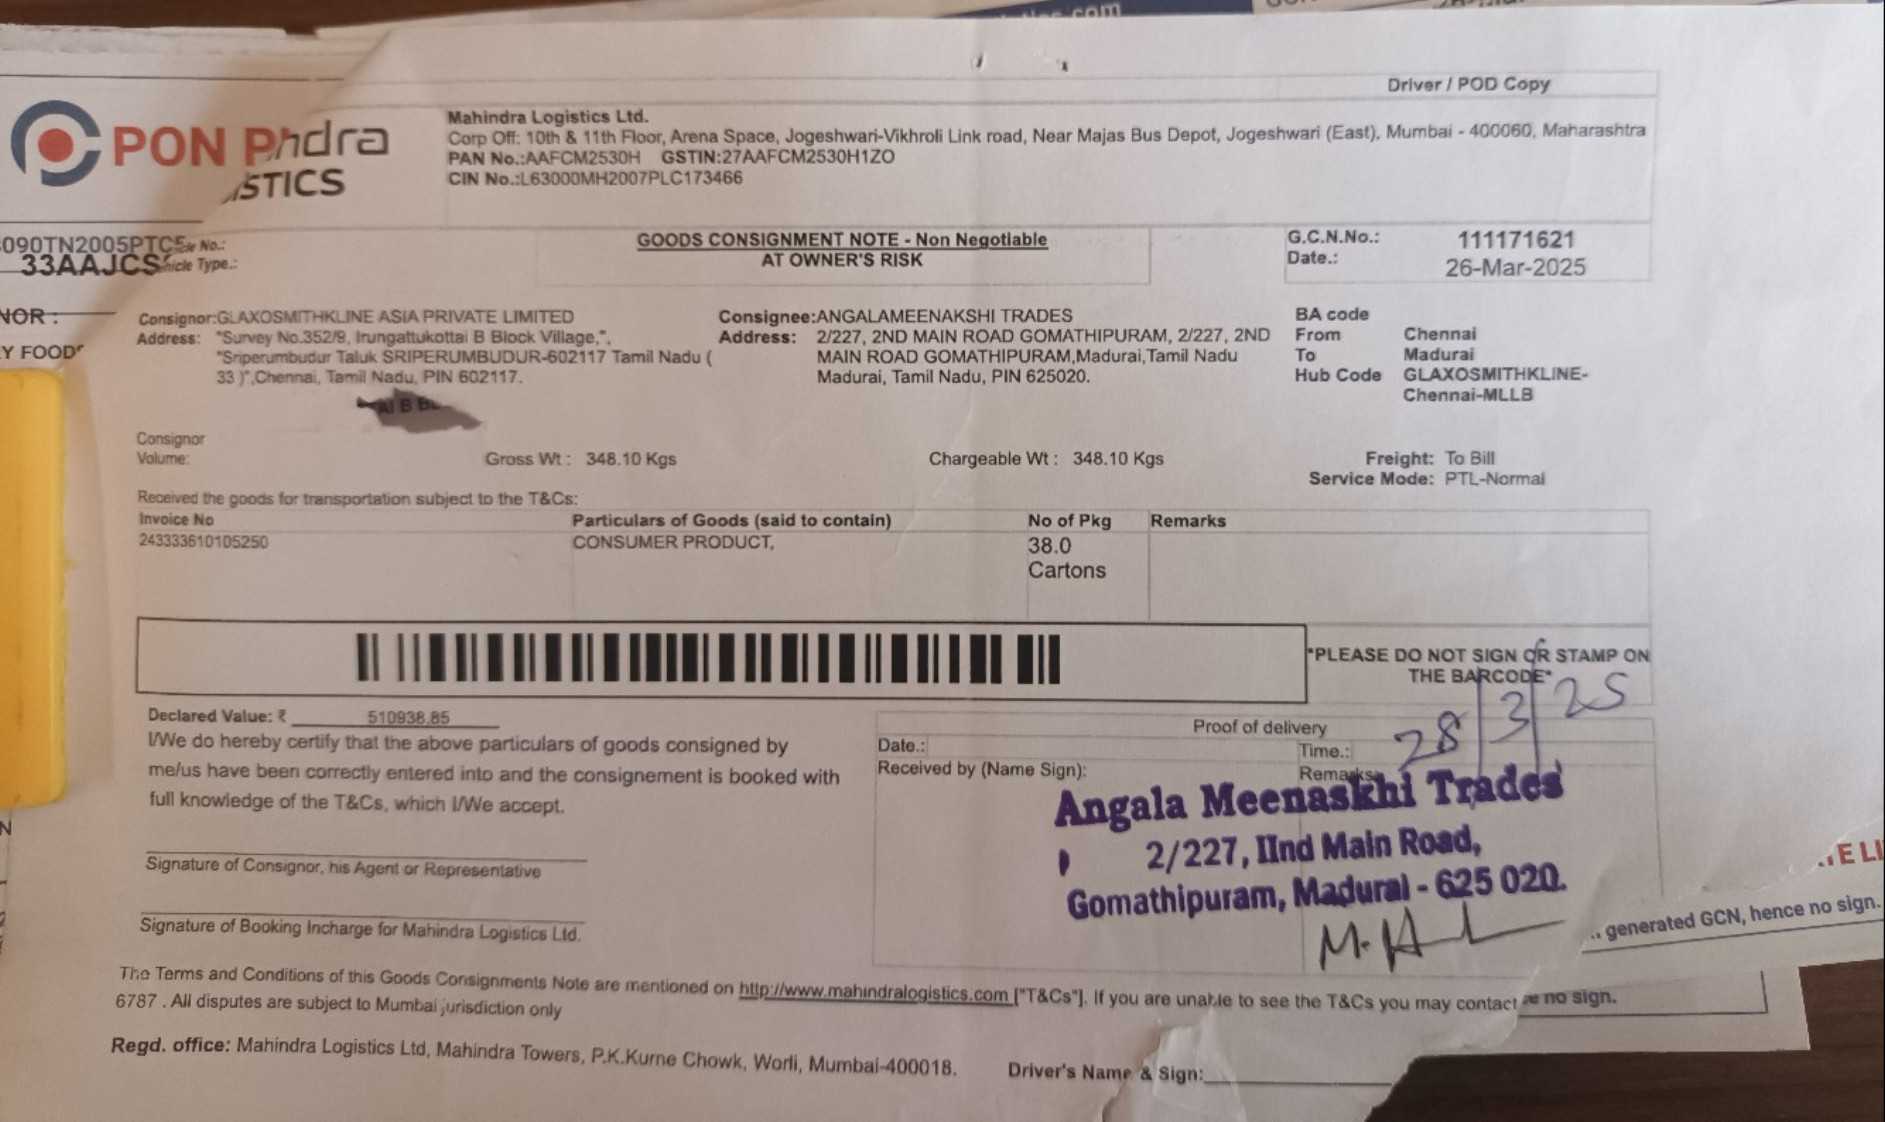 Driver / POD Copy
PON P
hdra
ISTICS
Mahindra Logistics Ltd.
Corp Off: 10th & 11th Floor, Arena Space, Jogeshwari-Vikhroli Link road, Near Majas Bus Depot, Jogeshwari (East), Mumbai - 400060, Maharashtra
PAN No.:AAFCM2530H GSTIN:27AAFCM2530H1ZO
CIN No.:L63000MH2007PLC173466
090TN2005PTC5
No.:
33AAJCS
hicle Type.:
GOODS CONSIGNMENT NOTE - Non Negotiable
AT OWNER'S RISK
G.C.N.No.: 111171621
Date.: 26-Mar-2025
NOR :
Y FOOD
Consignor:GLAXOSMITHKLINE ASIA PRIVATE LIMITED
Address: "Survey No.352/9, Irungattukottai B Block Village,",
"Sriperumbudur Taluk SRIPERUMBUDUR-602117 Tamil Nadu (
33 )",Chennai, Tamil Nadu, PIN 602117.
Consignee:ANGALAMEENAKSHI TRADES
Address: 2/227, 2ND MAIN ROAD GOMATHIPURAM, 2/227, 2ND
MAIN ROAD GOMATHIPURAM,Madurai,Tamil Nadu
Madurai, Tamil Nadu, PIN 625020.
BA code
From Chennai
To Madurai
Hub Code GLAXOSMITHKLINE-
Chennai-MLLB
Consignor
Volume:
Gross Wt : 348.10 Kgs
Chargeable Wt : 348.10 Kgs
Freight: To Bill
Service Mode: PTL-Normal
Received the goods for transportation subject to the T&Cs:
Invoice No Particulars of Goods (said to contain) No of Pkg Remarks
243333610105250 CONSUMER PRODUCT, 38.0
Cartons
*PLEASE DO NOT SIGN OR STAMP ON
THE BARCODE*
28/3/25
Declared Value: ₹ 510938.85
I/We do hereby certify that the above particulars of goods consigned by
me/us have been correctly entered into and the consignement is booked with
full knowledge of the T&Cs, which I/We accept.
Signature of Consignor, his Agent or Representative
Signature of Booking Incharge for Mahindra Logistics Ltd.
Proof of delivery
Date.: Time.:
Received by (Name Sign): Remarks
Angala Meenaskhi Trades
2/227, IInd Main Road,
Gomathipuram, Madurai - 625 020.
E LI
generated GCN, hence no sign.
no sign.
The Terms and Conditions of this Goods Consignments Note are mentioned on http://www.mahindralogistics.com ["T&Cs"]. If you are unable to see the T&Cs you may contact
6787 . All disputes are subject to Mumbai jurisdiction only
Regd. office: Mahindra Logistics Ltd, Mahindra Towers, P.K.Kurne Chowk, Worli, Mumbai-400018.
Driver's Name & Sign: